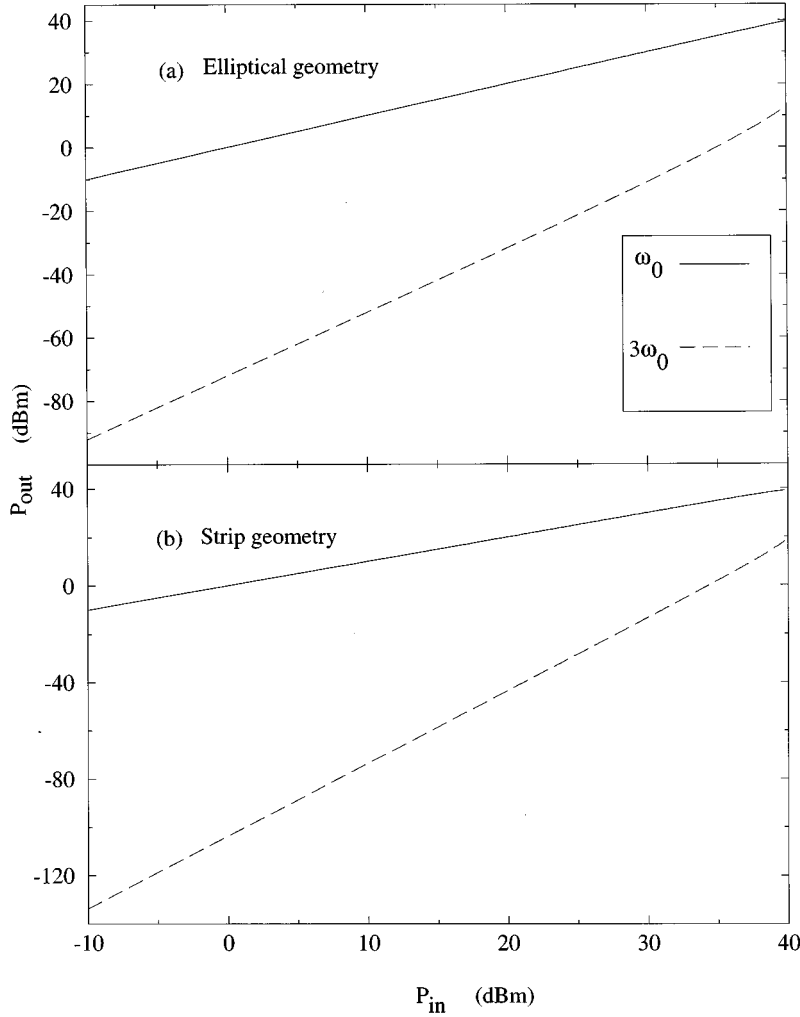 40
20
0
-20
-40
-60
-80
(a) Elliptical geometry
ω0
3ω0
Pout (dBm)
40
0
-40
-80
-120
(b) Strip geometry
-10 0 10 20 30 40
Pin (dBm)